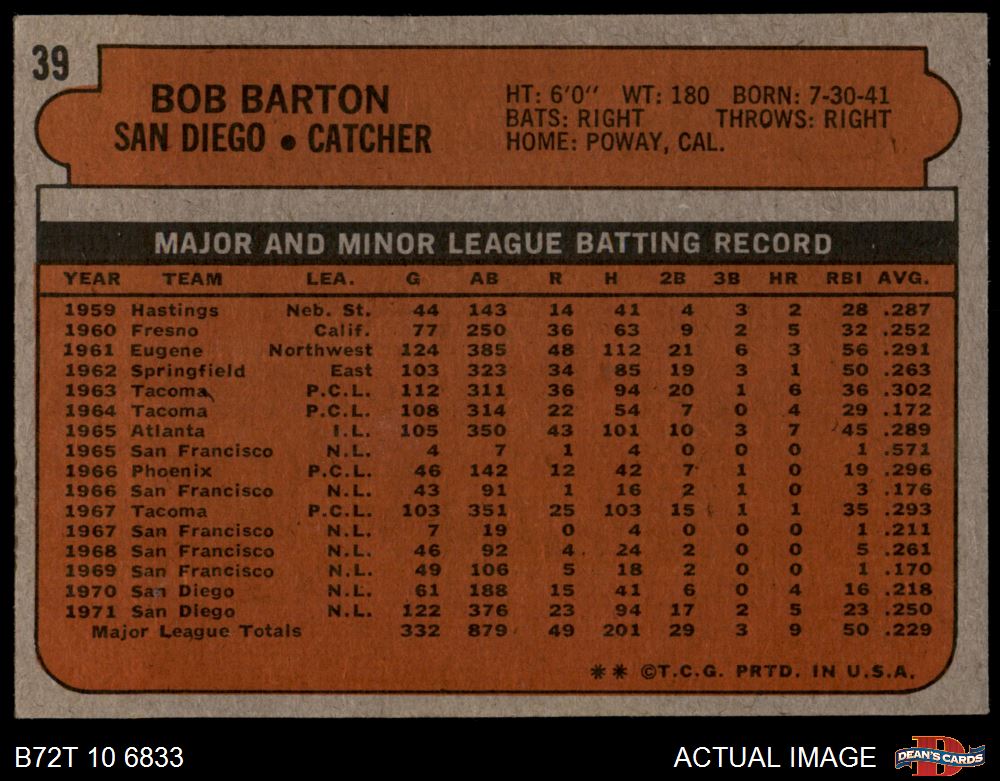 39
BOB BARTON
SAN DIEGO • CATCHER
HT: 6'0" WT: 180 BORN: 7-30-41
BATS: RIGHT THROWS: RIGHT
HOME: POWAY, CAL.
MAJOR AND MINOR LEAGUE BATTING RECORD
YEAR TEAM LEA. G AB R H 2B 3B HR RBI AVG.
1959 Hastings Neb. St. 44 143 14 41 4 3 2 28 .287
1960 Fresno Calif. 77 250 36 63 9 2 5 32 .252
1961 Eugene Northwest 124 385 48 112 21 6 3 56 .291
1962 Springfield East 103 323 34 85 19 3 1 50 .263
1963 Tacoma P.C.L. 112 311 36 94 20 1 6 36 .302
1964 Tacoma P.C.L. 108 314 22 54 7 0 4 29 .172
1965 Atlanta I.L. 105 350 43 101 10 3 7 45 .289
1965 San Francisco N.L. 4 7 1 4 0 0 0 1 .571
1966 Phoenix P.C.L. 46 142 12 42 7 1 0 19 .296
1966 San Francisco N.L. 43 91 1 16 2 1 0 3 .176
1967 Tacoma P.C.L. 103 351 25 103 15 1 1 35 .293
1967 San Francisco N.L. 7 19 0 4 0 0 0 1 .211
1968 San Francisco N.L. 46 92 4 24 2 0 0 5 .261
1969 San Francisco N.L. 49 106 5 18 2 0 0 1 .170
1970 San Diego N.L. 61 188 15 41 6 0 4 16 .218
1971 San Diego N.L. 122 376 23 94 17 2 5 23 .250
Major League Totals 332 879 49 201 29 3 9 50 .229
** ©T.C.G. PRTD. IN U.S.A.
B72T 10 6833 ACTUAL IMAGE D DEAN'S CARDS